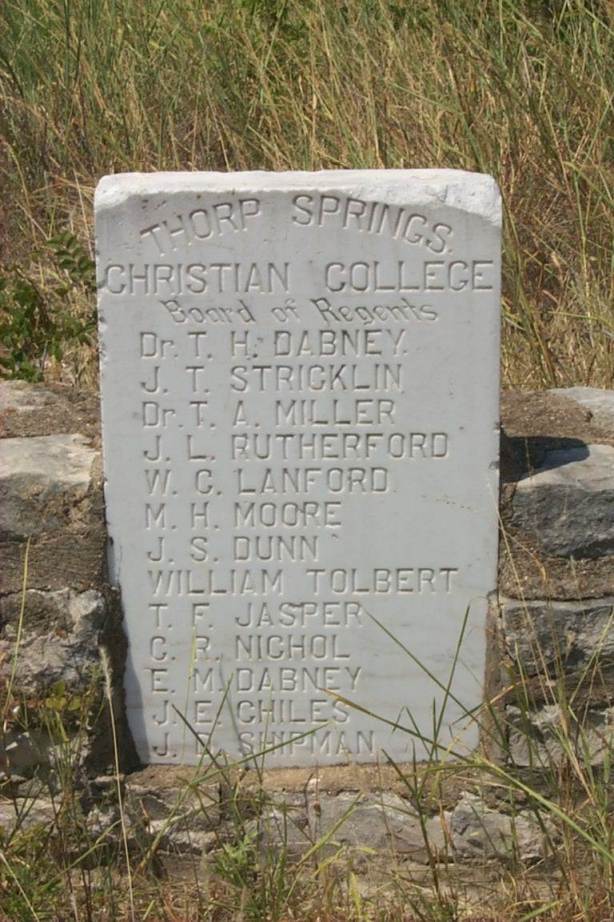 THORP SPRINGS.
CHRISTIAN COLLEGE
Board of Regents
Dr. T. H. DABNEY.
J. T. STRICKLIN
Dr. T. A. MILLER
J. L. RUTHERFORD
W. C. LANFORD
M. H. MOORE
J. S. DUNN
WILLIAM TOLBERT
T. F. JASPER
C. R. NICHOL
E. M. DABNEY
J. E. CHILES
J. SHIPMAN